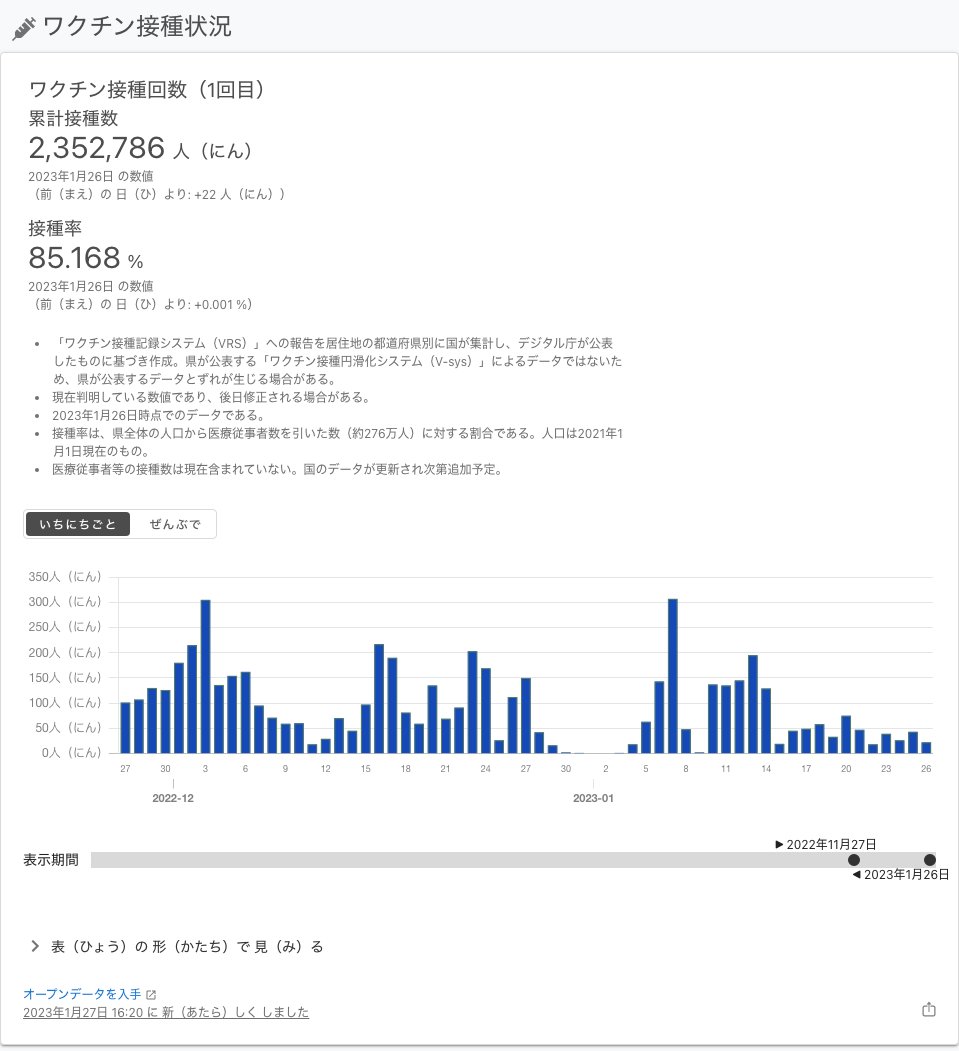 ワクチン接種状況
ワクチン接種回数（1回目）
累計接種数
2,352,786 人（にん）
2023年1月26日 の数値
（前（まえ）の 日（ひ）より: +22 人（にん））
接種率
85.168 %
2023年1月26日 の数値
（前（まえ）の 日（ひ）より: +0.001 %）
• 「ワクチン接種記録システム（VRS）」への報告を居住地の都道府県別に国が集計し、デジタル庁が公表
したものに基づき作成。県が公表する「ワクチン接種円滑化システム（V-sys）」によるデータではないた
め、県が公表するデータとずれが生じる場合がある。
• 現在判明している数値であり、後日修正される場合がある。
• 2023年1月26日時点でのデータである。
• 接種率は、県全体の人口から医療従事者数を引いた数（約276万人）に対する割合である。人口は2021年1
月1日現在のもの。
• 医療従事者等の接種数は現在含まれていない。国のデータが更新され次第追加予定。
いちにちごと ぜんぶで
350人（にん）
300人（にん）
250人（にん）
200人（にん）
150人（にん）
100人（にん）
50人（にん）
0人（にん）
27 30 3 6 9 12 15 18 21 24 27 30 2 5 8 11 14 17 20 23 26
2022-12 2023-01
▶ 2022年11月27日
表示期間
◀ 2023年1月26日
表（ひょう）の 形（かたち）で 見（み）る
オープンデータを入手
2023年1月27日 16:20 に 新（あたら）しく しました